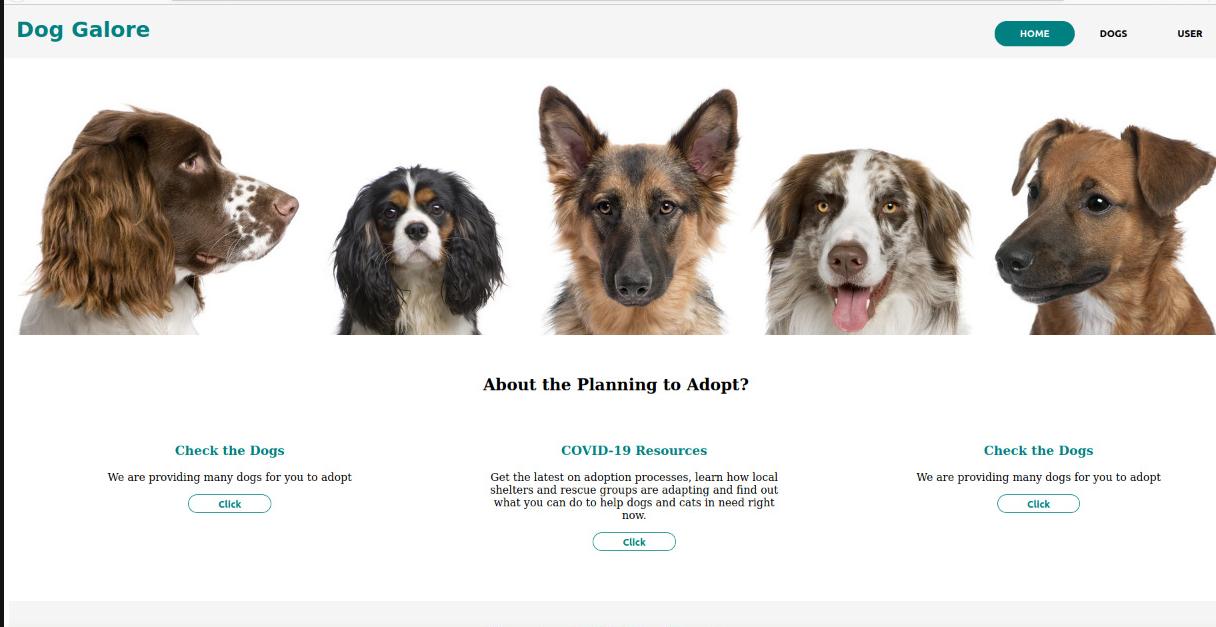 Dog Galore
HOME DOGS USER
About the Planning to Adopt?
Check the Dogs
We are providing many dogs for you to adopt
Click
COVID-19 Resources
Get the latest on adoption processes, learn how local
shelters and rescue groups are adapting and find out
what you can do to help dogs and cats in need right
now.
Click
Check the Dogs
We are providing many dogs for you to adopt
Click